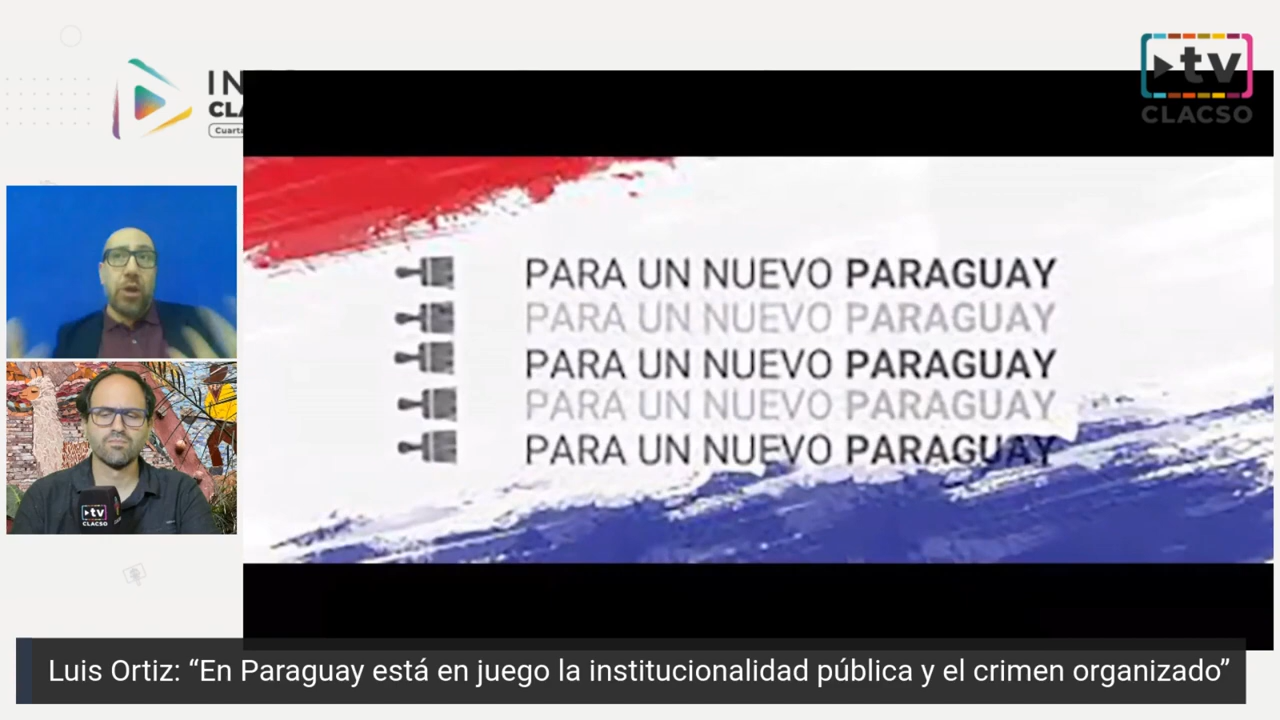 tv
CLACSO
PARA UN NUEVO PARAGUAY
PARA UN NUEVO PARAGUAY
PARA UN NUEVO PARAGUAY
PARA UN NUEVO PARAGUAY
PARA UN NUEVO PARAGUAY
tv
CLACSO
Luis Ortiz: “En Paraguay está en juego la institucionalidad pública y el crimen organizado”